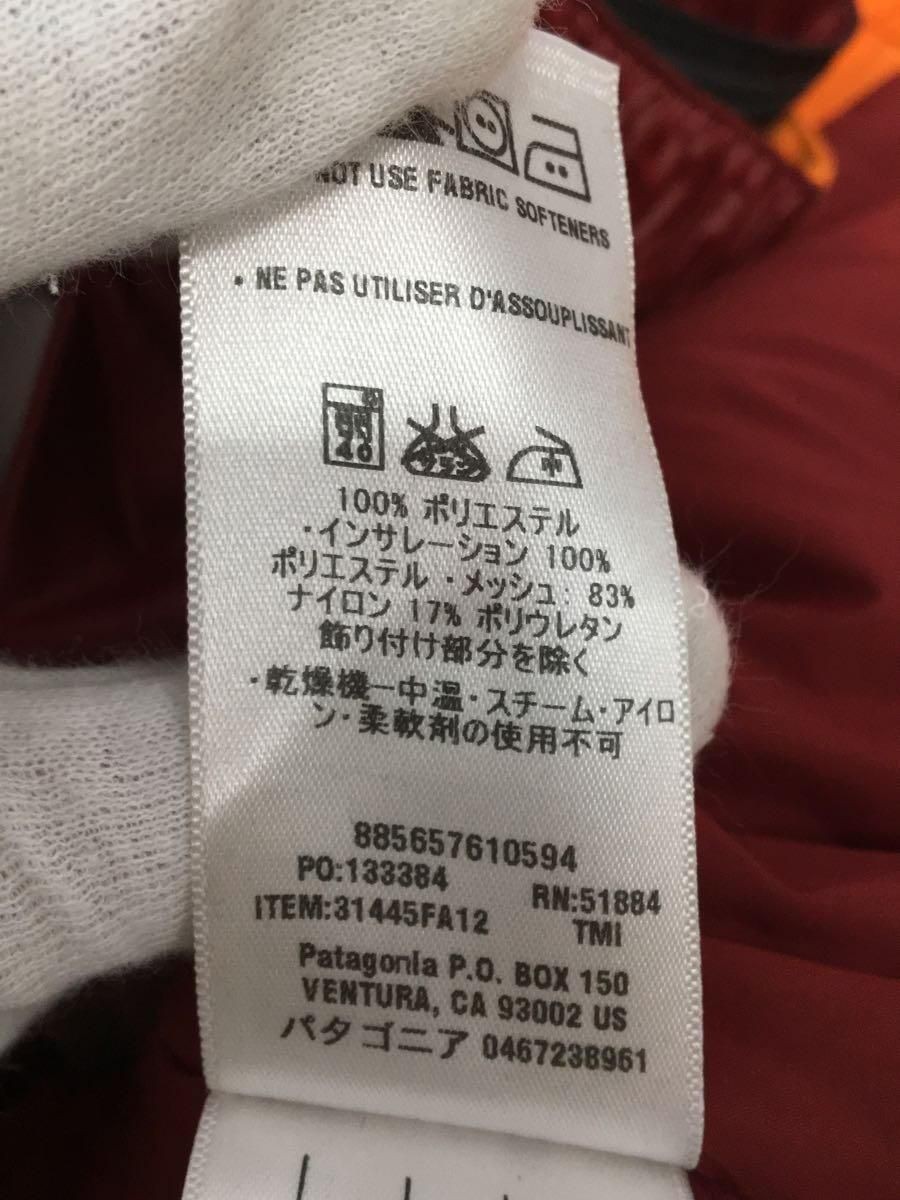 NOT USE FABRIC SOFTENERS
• NE PAS UTILISER D'ASSOUPLISSANT
40
中
100% ポリエステル
・インサレーション 100%
ポリエステル ・メッシュ: 83%
ナイロン 17% ポリウレタン
飾り付け部分を除く
・乾燥機ー中温・スチーム・アイロ
ン・柔軟剤の使用不可
885657610594
PO:133384 RN:51884
ITEM:31445FA12 TMI
Patagonia P.O. BOX 150
VENTURA, CA 93002 US
パタゴニア 0467238961